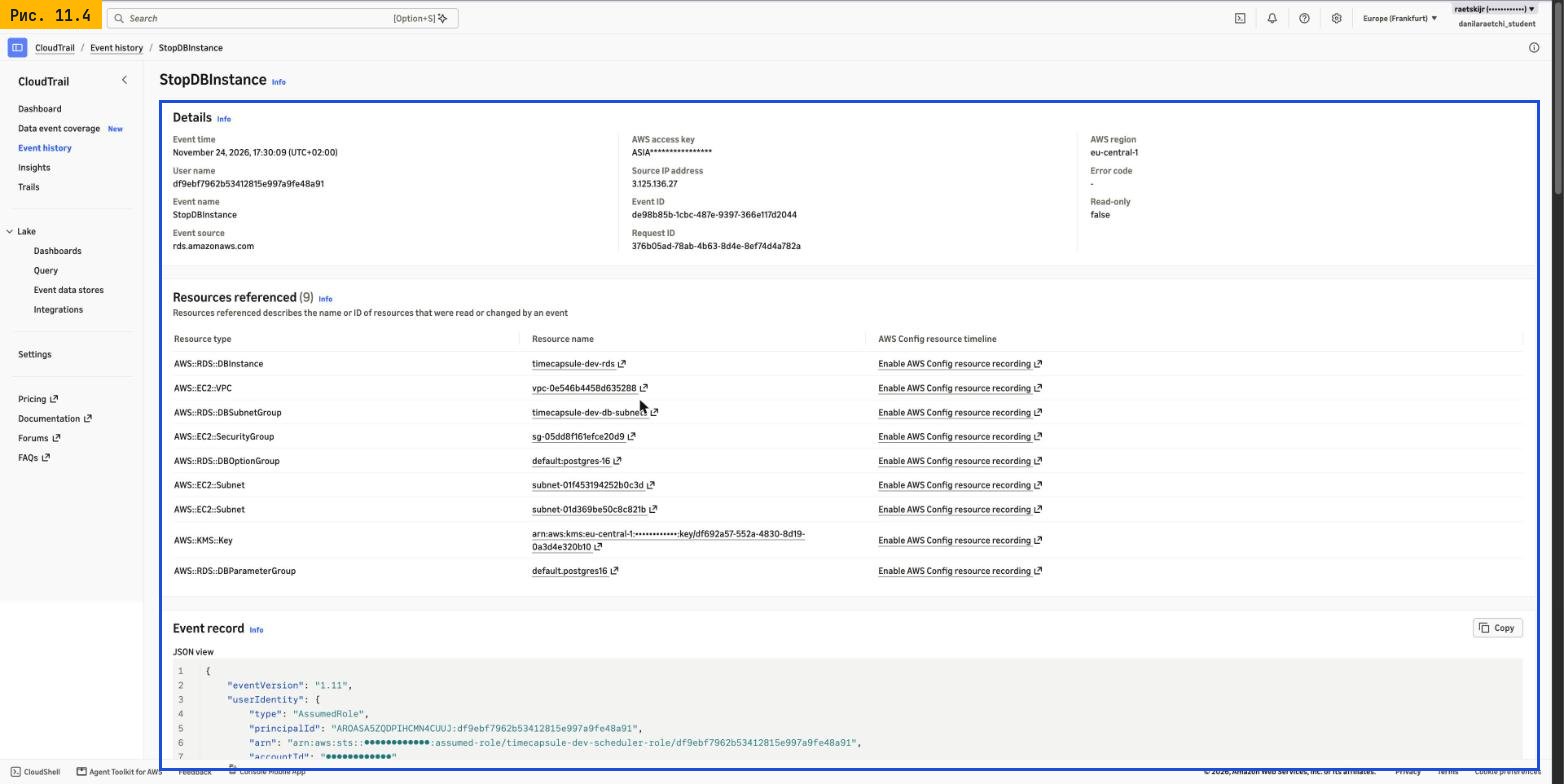 Рис. 11.4
Search [Option+S]
Europe (Frankfurt) ▼
raetskijr (••••••••••••) ▼
danilaraetchi_student
CloudTrail / Event history / StopDBInstance
CloudTrail
Dashboard
Data event coverage New
Event history
Insights
Trails
Lake
Dashboards
Query
Event data stores
Integrations
Settings
Pricing
Documentation
Forums
FAQs
StopDBInstance Info
Details Info
Event time
November 24, 2026, 17:30:09 (UTC+02:00)
User name
df9ebf7962b53412815e997a9fe48a91
Event name
StopDBInstance
Event source
rds.amazonaws.com
AWS access key
ASIA****************
Source IP address
3.125.136.27
Event ID
de98b85b-1cbc-487e-9397-366e117d2044
Request ID
376b05ad-78ab-4b63-8d4e-8ef74d4a782a
AWS region
eu-central-1
Error code
-
Read-only
false
Resources referenced (9) Info
Resources referenced describes the name or ID of resources that were read or changed by an event
Resource type Resource name AWS Config resource timeline
AWS::RDS::DBInstance timecapsule-dev-rds Enable AWS Config resource recording
AWS::EC2::VPC vpc-0e546b4458d635288 Enable AWS Config resource recording
AWS::RDS::DBSubnetGroup timecapsule-dev-db-subnets Enable AWS Config resource recording
AWS::EC2::SecurityGroup sg-05dd8f161efce20d9 Enable AWS Config resource recording
AWS::RDS::DBOptionGroup default:postgres-16 Enable AWS Config resource recording
AWS::EC2::Subnet subnet-01f453194252b0c3d Enable AWS Config resource recording
AWS::EC2::Subnet subnet-01d369be50c8c821b Enable AWS Config resource recording
AWS::KMS::Key arn:aws:kms:eu-central-1:••••••••••••:key/df692a57-552a-4830-8d19-
0a3d4e320b10 Enable AWS Config resource recording
AWS::RDS::DBParameterGroup default.postgres16 Enable AWS Config resource recording
Event record Info
Copy
JSON view
1 {
2 "eventVersion": "1.11",
3 "userIdentity": {
4 "type": "AssumedRole",
5 "principalId": "AROASA5ZQDPIHCMN4CUUJ:df9ebf7962b53412815e997a9fe48a91",
6 "arn": "arn:aws:sts::••••••••••••:assumed-role/timecapsule-dev-scheduler-role/df9ebf7962b53412815e997a9fe48a91",
7 "accountId": "••••••••••••"
CloudShell Agent Toolkit for AWS Feedback Console Mobile App
© 2026, Amazon Web Services, Inc. or its affiliates. Privacy Terms Cookie preferences